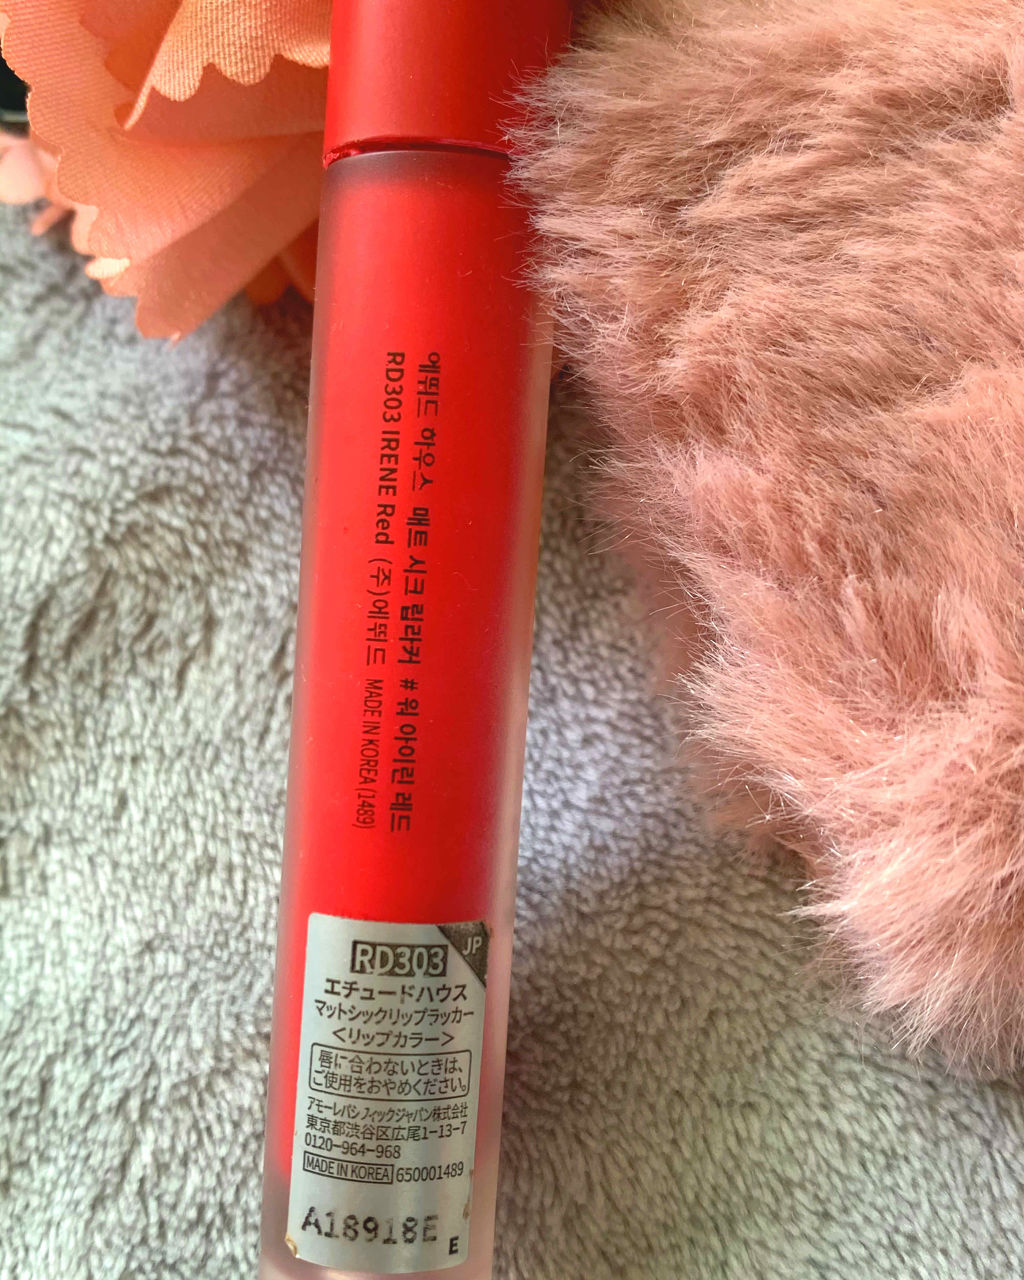 에뛰드 하우스 매트 시크 립라커 # 워 아이린 레드
RD303 IRENE Red (주)에뛰드 MADE IN KOREA (1489)
JP
RD303
エチュードハウス
マットシックリップラッカー
<リップカラー>
唇に合わないときは、
ご使用をおやめください。
アモーレパシフィックジャパン株式会社
東京都渋谷区広尾1-13-7
0120-964-968
MADE IN KOREA 650001489
A18918E E